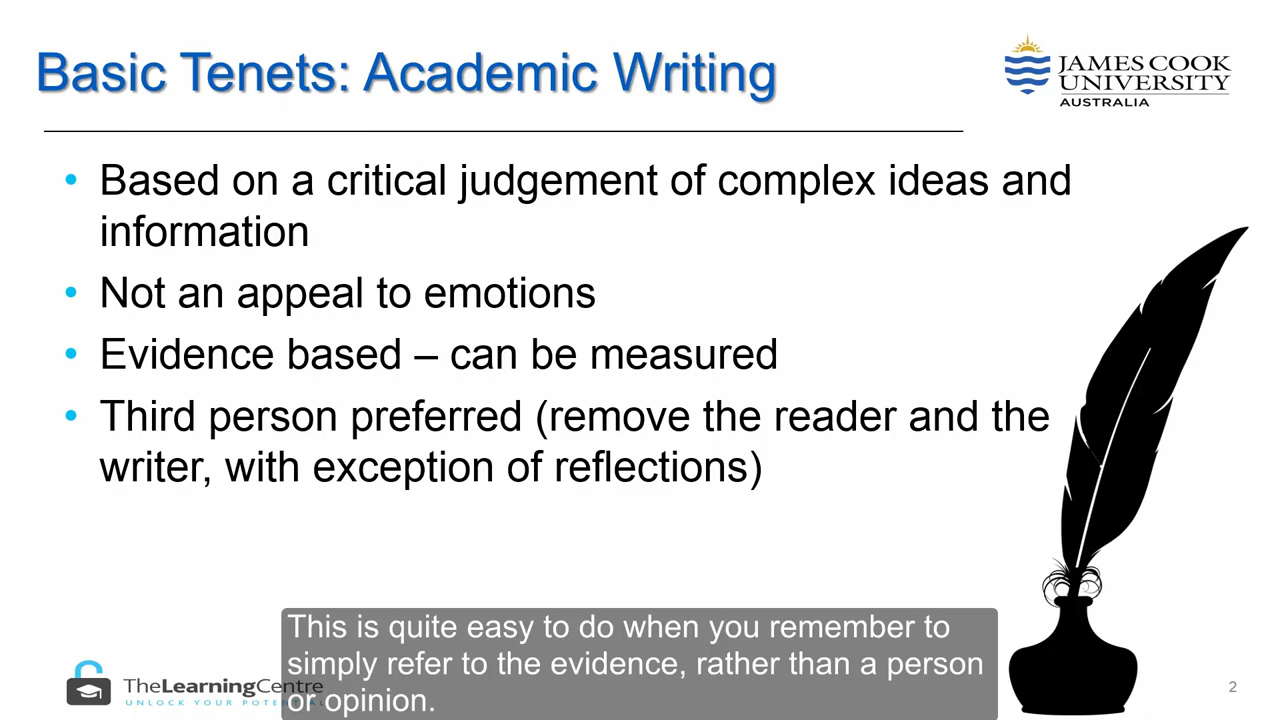 Basic Tenets: Academic Writing
JAMES COOK
UNIVERSITY
AUSTRALIA
• Based on a critical judgement of complex ideas and
information
• Not an appeal to emotions
• Evidence based – can be measured
• Third person preferred (remove the reader and the
writer, with exception of reflections)
This is quite easy to do when you remember to
simply refer to the evidence, rather than a person
or opinion.
TheLearningCentre
UNLOCK YOUR POTENTIAL
2